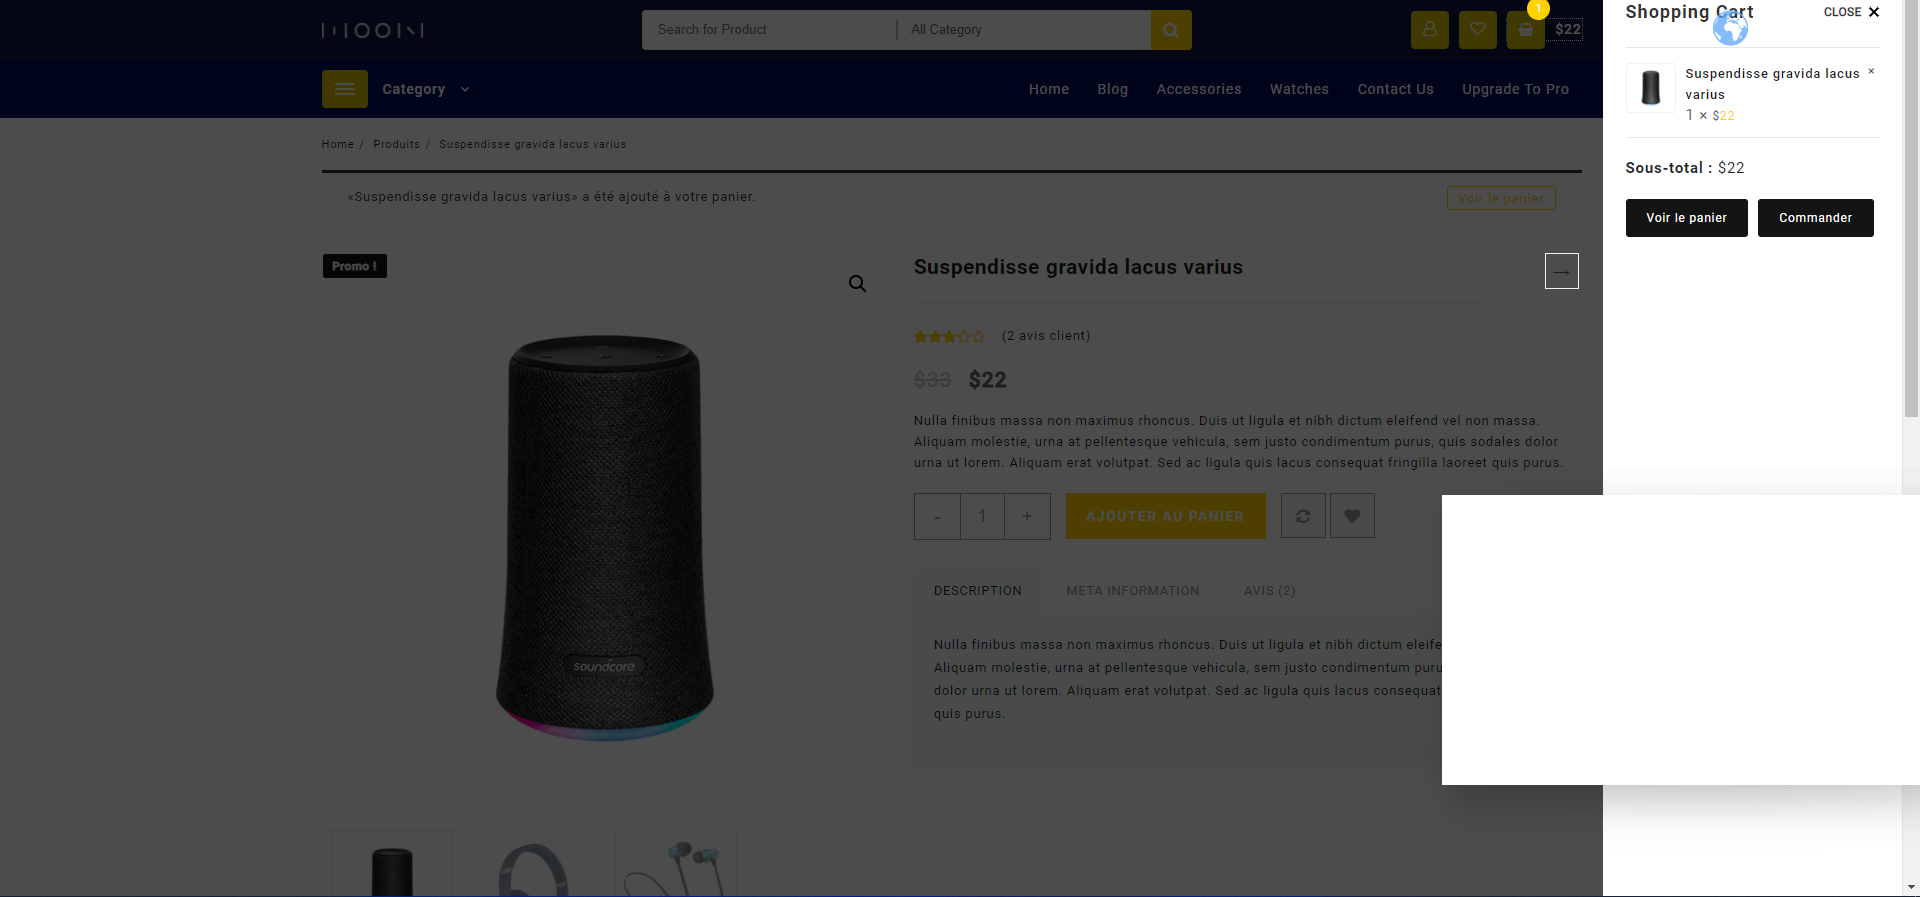 MOON
Search for Product
All Category
1
$22
Category
Home
Blog
Accessories
Watches
Contact Us
Upgrade To Pro
Home / Produits / Suspendisse gravida lacus varius
«Suspendisse gravida lacus varius» a été ajouté à votre panier.
Voir le panier
Promo !
soundcore
Suspendisse gravida lacus varius
→
(2 avis client)
$33 $22
Nulla finibus massa non maximus rhoncus. Duis ut ligula et nibh dictum eleifend vel non massa.
Aliquam molestie, urna at pellentesque vehicula, sem justo condimentum purus, quis sodales dolor
urna ut lorem. Aliquam erat volutpat. Sed ac ligula quis lacus consequat fringilla laoreet quis purus.
- 1 +
AJOUTER AU PANIER
DESCRIPTION
META INFORMATION
AVIS (2)
Nulla finibus massa non maximus rhoncus. Duis ut ligula et nibh dictum eleife
Aliquam molestie, urna at pellentesque vehicula, sem justo condimentum puru
dolor urna ut lorem. Aliquam erat volutpat. Sed ac ligula quis lacus consequat
quis purus.
Shopping Cart
CLOSE ✕
Suspendisse gravida lacus ×
varius
1 × $22
Sous-total : $22
Voir le panier
Commander